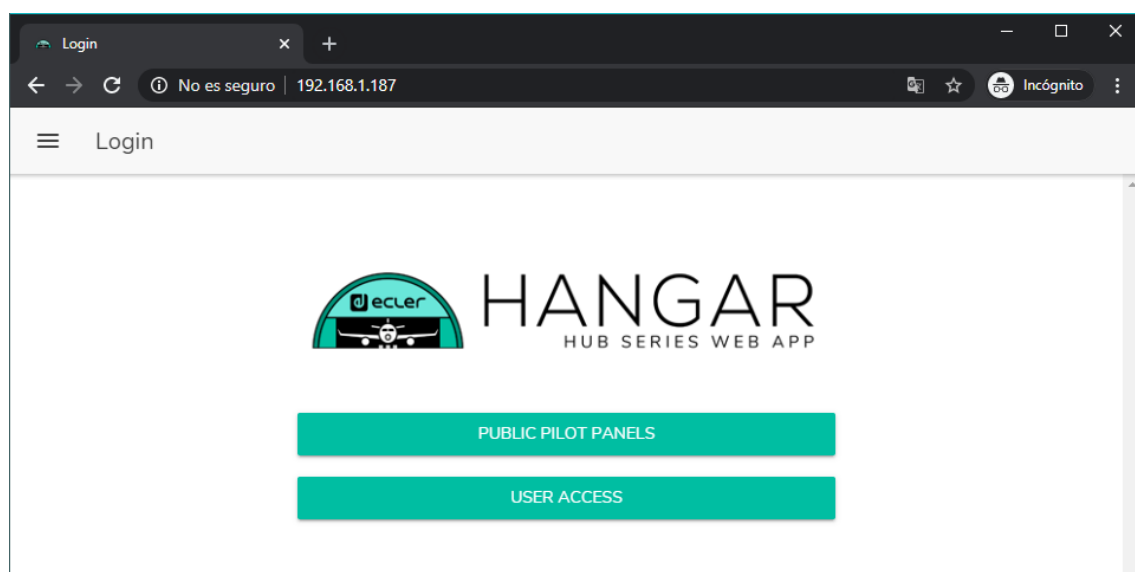 Login
No es seguro | 192.168.1.187
Incógnito
Login
ecler
HANGAR
HUB SERIES WEB APP
PUBLIC PILOT PANELS
USER ACCESS